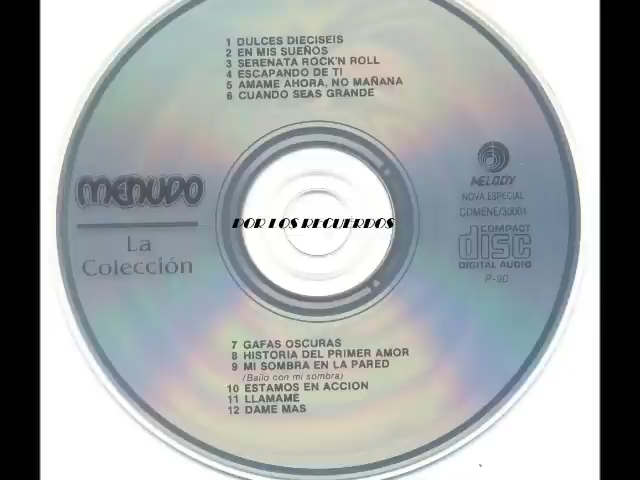 1 DULCES DIECISEIS
2 EN MIS SUEÑOS
3 SERENATA ROCK'N ROLL
4 ESCAPANDO DE TI
5 AMAME AHORA, NO MAÑANA
6 CUANDO SEAS GRANDE
MENUDO
La
Colección
MELODY
NOVA ESPECIAL
COMENE/30001
COMPACT
disc
DIGITAL AUDIO
P-90
POR LOS RECUERDOS
7 GAFAS OSCURAS
8 HISTORIA DEL PRIMER AMOR
9 MI SOMBRA EN LA PARED
(Bailo con mi sombra)
10 ESTAMOS EN ACCION
11 LLAMAME
12 DAME MAS